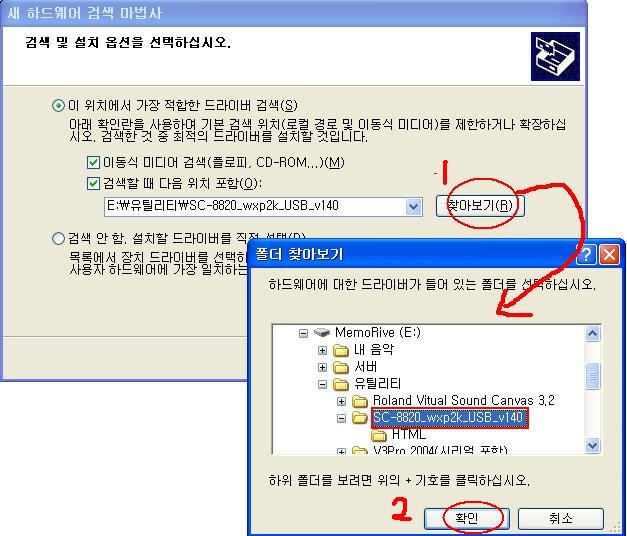 새 하드웨어 검색 마법사
검색 및 설치 옵션을 선택하십시오.
이 위치에서 가장 적합한 드라이버 검색(S)
아래 확인란을 사용하여 기본 검색 위치(로컬 경로 및 이동식 미디어)를 제한하거나 확장하십
시오. 검색한 것 중 최적의 드라이버를 설치할 것입니다.
이동식 미디어 검색(플로피, CD-ROM...)(M)
검색할 때 다음 위치 포함(O):
E:₩유틸리티₩SC-8820_wxp2k_USB_v140
찾아보기(R)
1
검색 안 함. 설치할 드라이버를 직접 선택(D)
목록에서 장치 드라이버를 선택하
사용자 하드웨어에 가장 일치하는
폴더 찾아보기
하드웨어에 대한 드라이버가 들어 있는 폴더를 선택하십시오.
MemoRive (E:)
내 음악
서버
유틸리티
Roland Vitual Sound Canvas 3,2
SC-8820_wxp2k_USB_v140
HTML
V3Pro 2004(시리얼 포함)
하위 폴더를 보려면 위의 + 기호를 클릭하십시오.
2
확인
취소